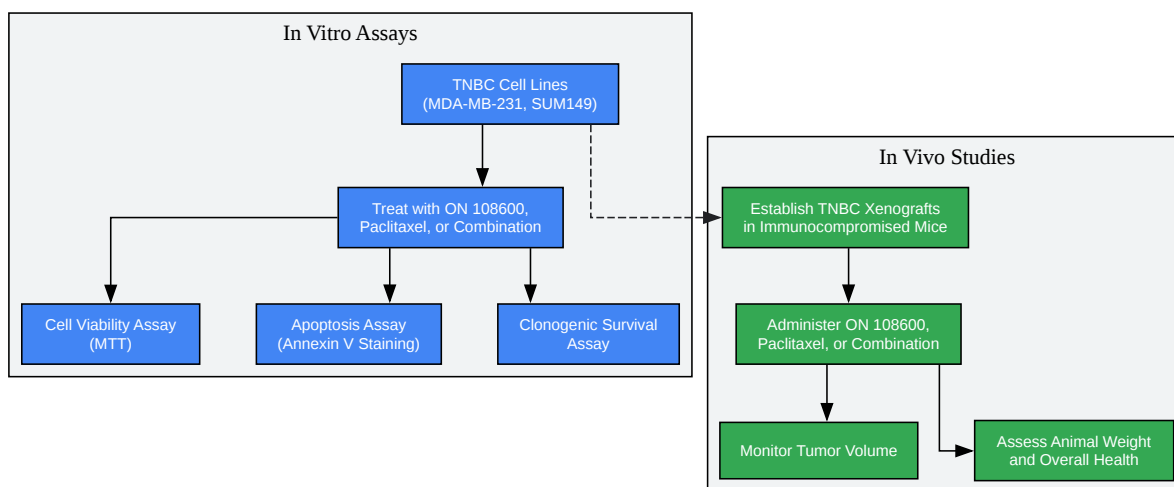 In Vitro Assays
TNBC Cell Lines
(MDA-MB-231, SUM149)
Treat with ON 108600,
Paclitaxel, or Combination
Cell Viability Assay
(MTT)
Apoptosis Assay
(Annexin V Staining)
Clonogenic Survival
Assay
In Vivo Studies
Establish TNBC Xenografts
in Immunocompromised Mice
Administer ON 108600,
Paclitaxel, or Combination
Monitor Tumor Volume
Assess Animal Weight
and Overall Health